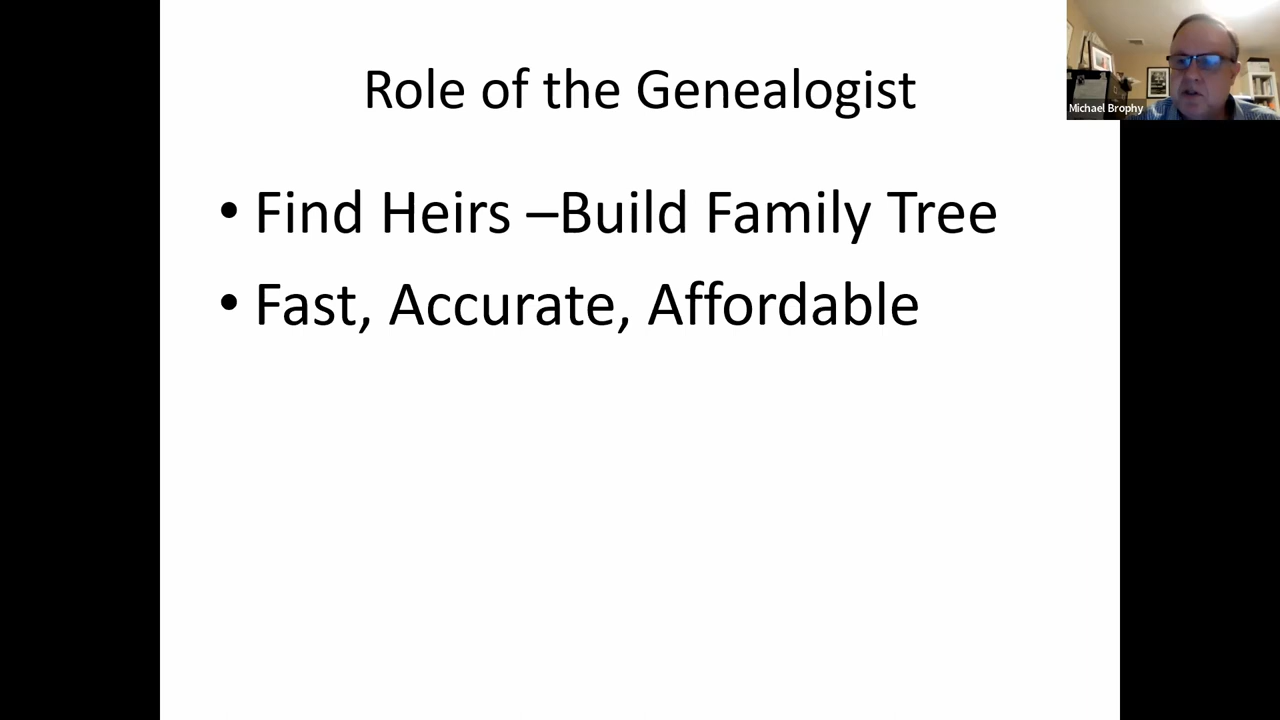 Role of the Genealogist
• Find Heirs –Build Family Tree
• Fast, Accurate, Affordable
Michael Brophy